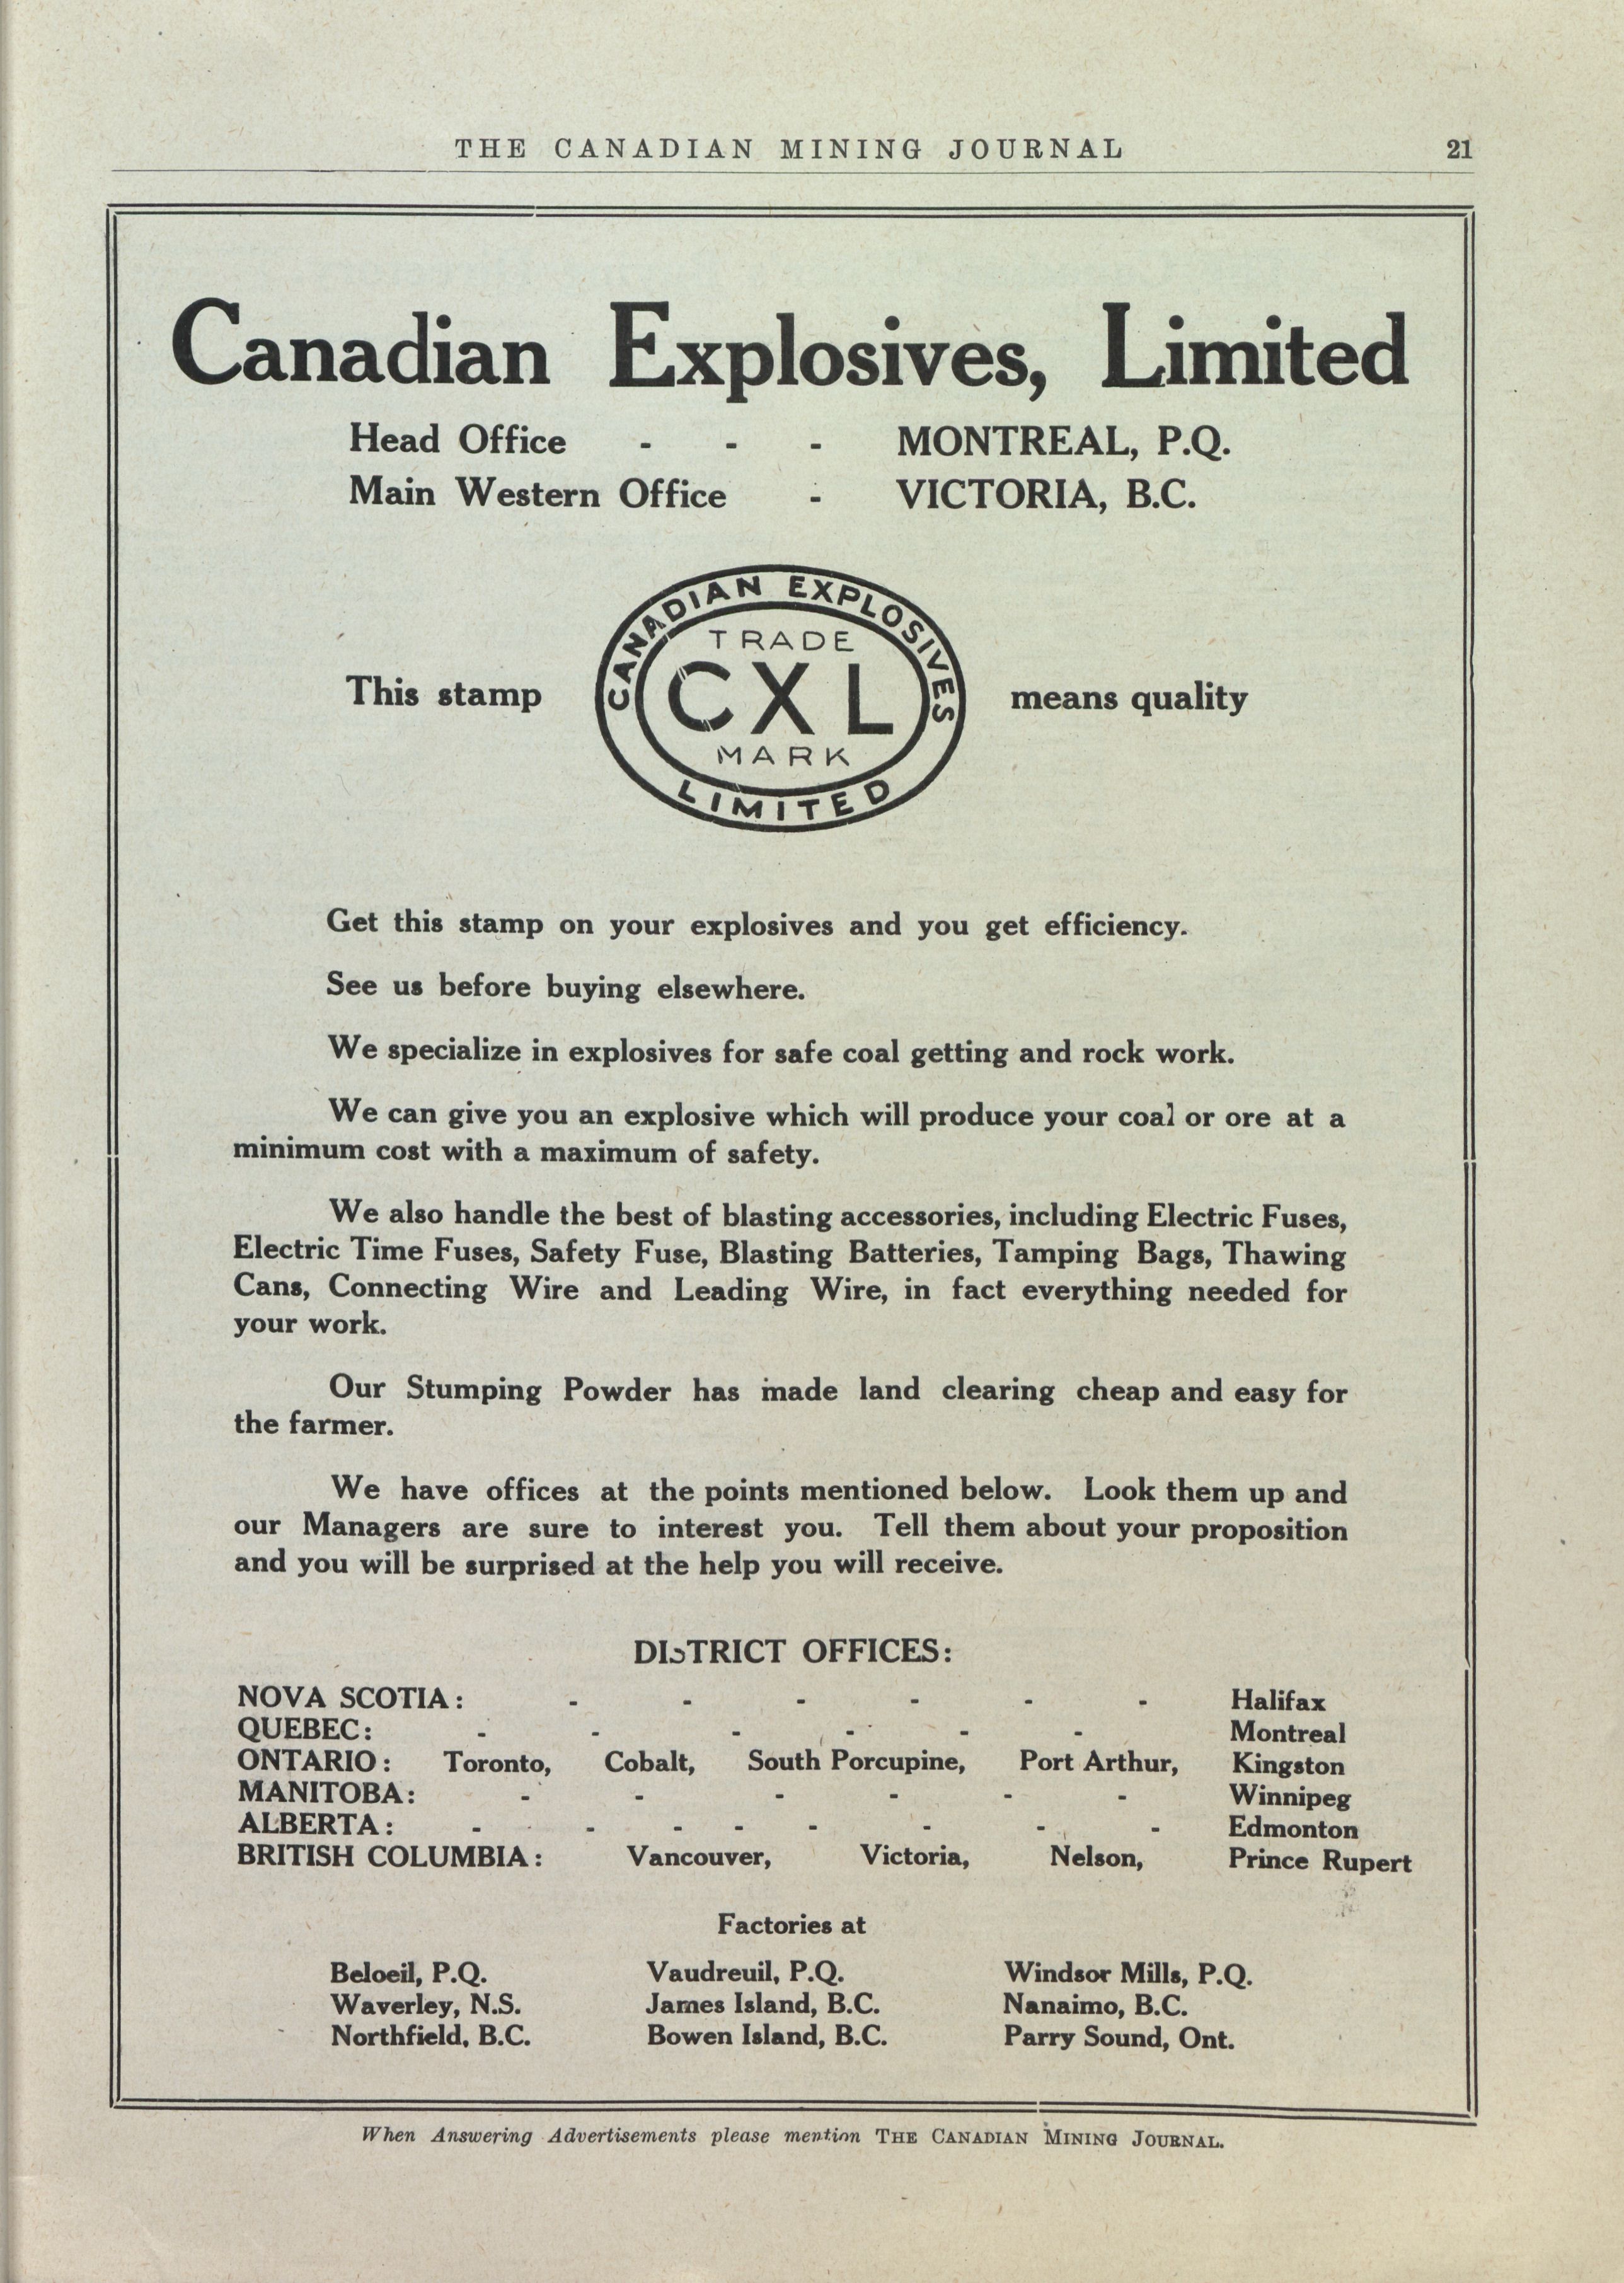 THE CANADIAN MINING JOURNAL 21
Canadian Explosives, Limited
Head Office - - - MONTREAL, P.Q.
Main Western Office - VICTORIA, B.C.
This stamp
CANADIAN EXPLOSIVES
TRADE
CXL
MARK
LIMITED
means quality
Get this stamp on your explosives and you get efficiency.
See us before buying elsewhere.
We specialize in explosives for safe coal getting and rock work.
We can give you an explosive which will produce your coal or ore at a
minimum cost with a maximum of safety.
We also handle the best of blasting accessories, including Electric Fuses,
Electric Time Fuses, Safety Fuse, Blasting Batteries, Tamping Bags, Thawing
Cans, Connecting Wire and Leading Wire, in fact everything needed for
your work.
Our Stumping Powder has made land clearing cheap and easy for
the farmer.
We have offices at the points mentioned below. Look them up and
our Managers are sure to interest you. Tell them about your proposition
and you will be surprised at the help you will receive.
DISTRICT OFFICES:
NOVA SCOTIA: - - - - - - Halifax
QUEBEC: - - - - - - Montreal
ONTARIO: Toronto, Cobalt, South Porcupine, Port Arthur, Kingston
MANITOBA: - - - - - - Winnipeg
ALBERTA: - - - - - - - - Edmonton
BRITISH COLUMBIA: Vancouver, Victoria, Nelson, Prince Rupert
Factories at
Beloeil, P.Q. Vaudreuil, P.Q. Windsor Mills, P.Q.
Waverley, N.S. James Island, B.C. Nanaimo, B.C.
Northfield, B.C. Bowen Island, B.C. Parry Sound, Ont.
When Answering Advertisements please mention THE CANADIAN MINING JOURNAL.